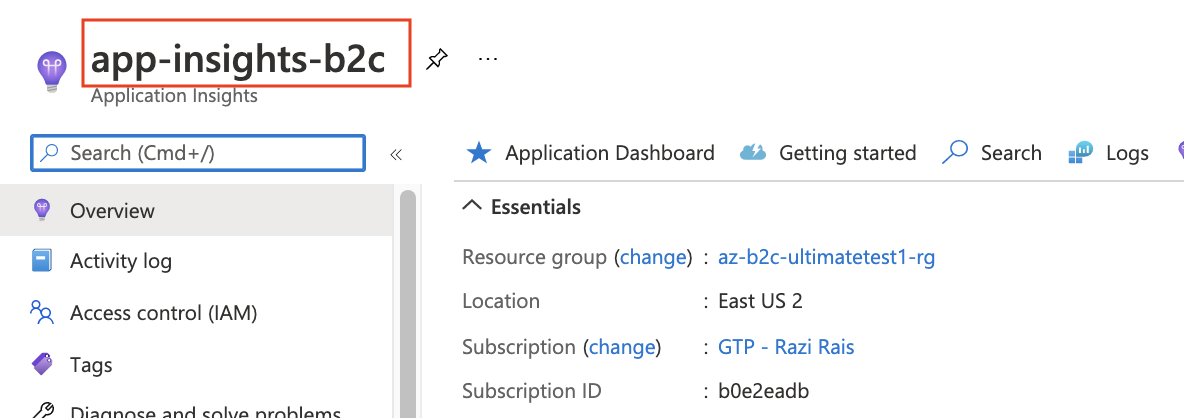 app-insights-b2c
Application Insights
Search (Cmd+/)
Application Dashboard Getting started Search Logs
Overview
Activity log
Access control (IAM)
Tags
Diagnose and solve problems
Essentials
Resource group (change) : az-b2c-ultimatetest1-rg
Location : East US 2
Subscription (change) : GTP - Razi Rais
Subscription ID : b0e2eadb